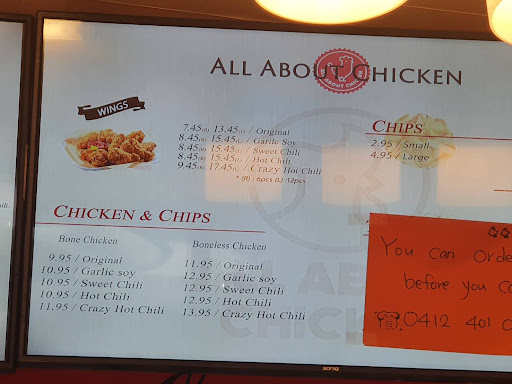 ALL ABOUT CHICKEN
WINGS
7.45(R) 13.45(L) / Original
8.45(R) 15.45(L) / Garlic Soy
8.45(R) 15.45(L) / Sweet Chili
8.45(R) 15.45(L) / Hot Chili
9.45(R) 17.45(L) / Crazy Hot Chili
* (R) : 6pcs (L) :12pcs
CHIPS
2.95 / Small
4.95 / Large
CHICKEN & CHIPS
Bone Chicken
9.95 / Original
10.95 / Garlic soy
10.95 / Sweet Chili
10.95 / Hot Chili
11.95 / Crazy Hot Chili
Boneless Chicken
11.95 / Original
12.95 / Garlic soy
12.95 / Sweet Chili
12.95 / Hot Chili
13.95 / Crazy Hot Chili
You can orde
before you co
0412 401 0
soniq